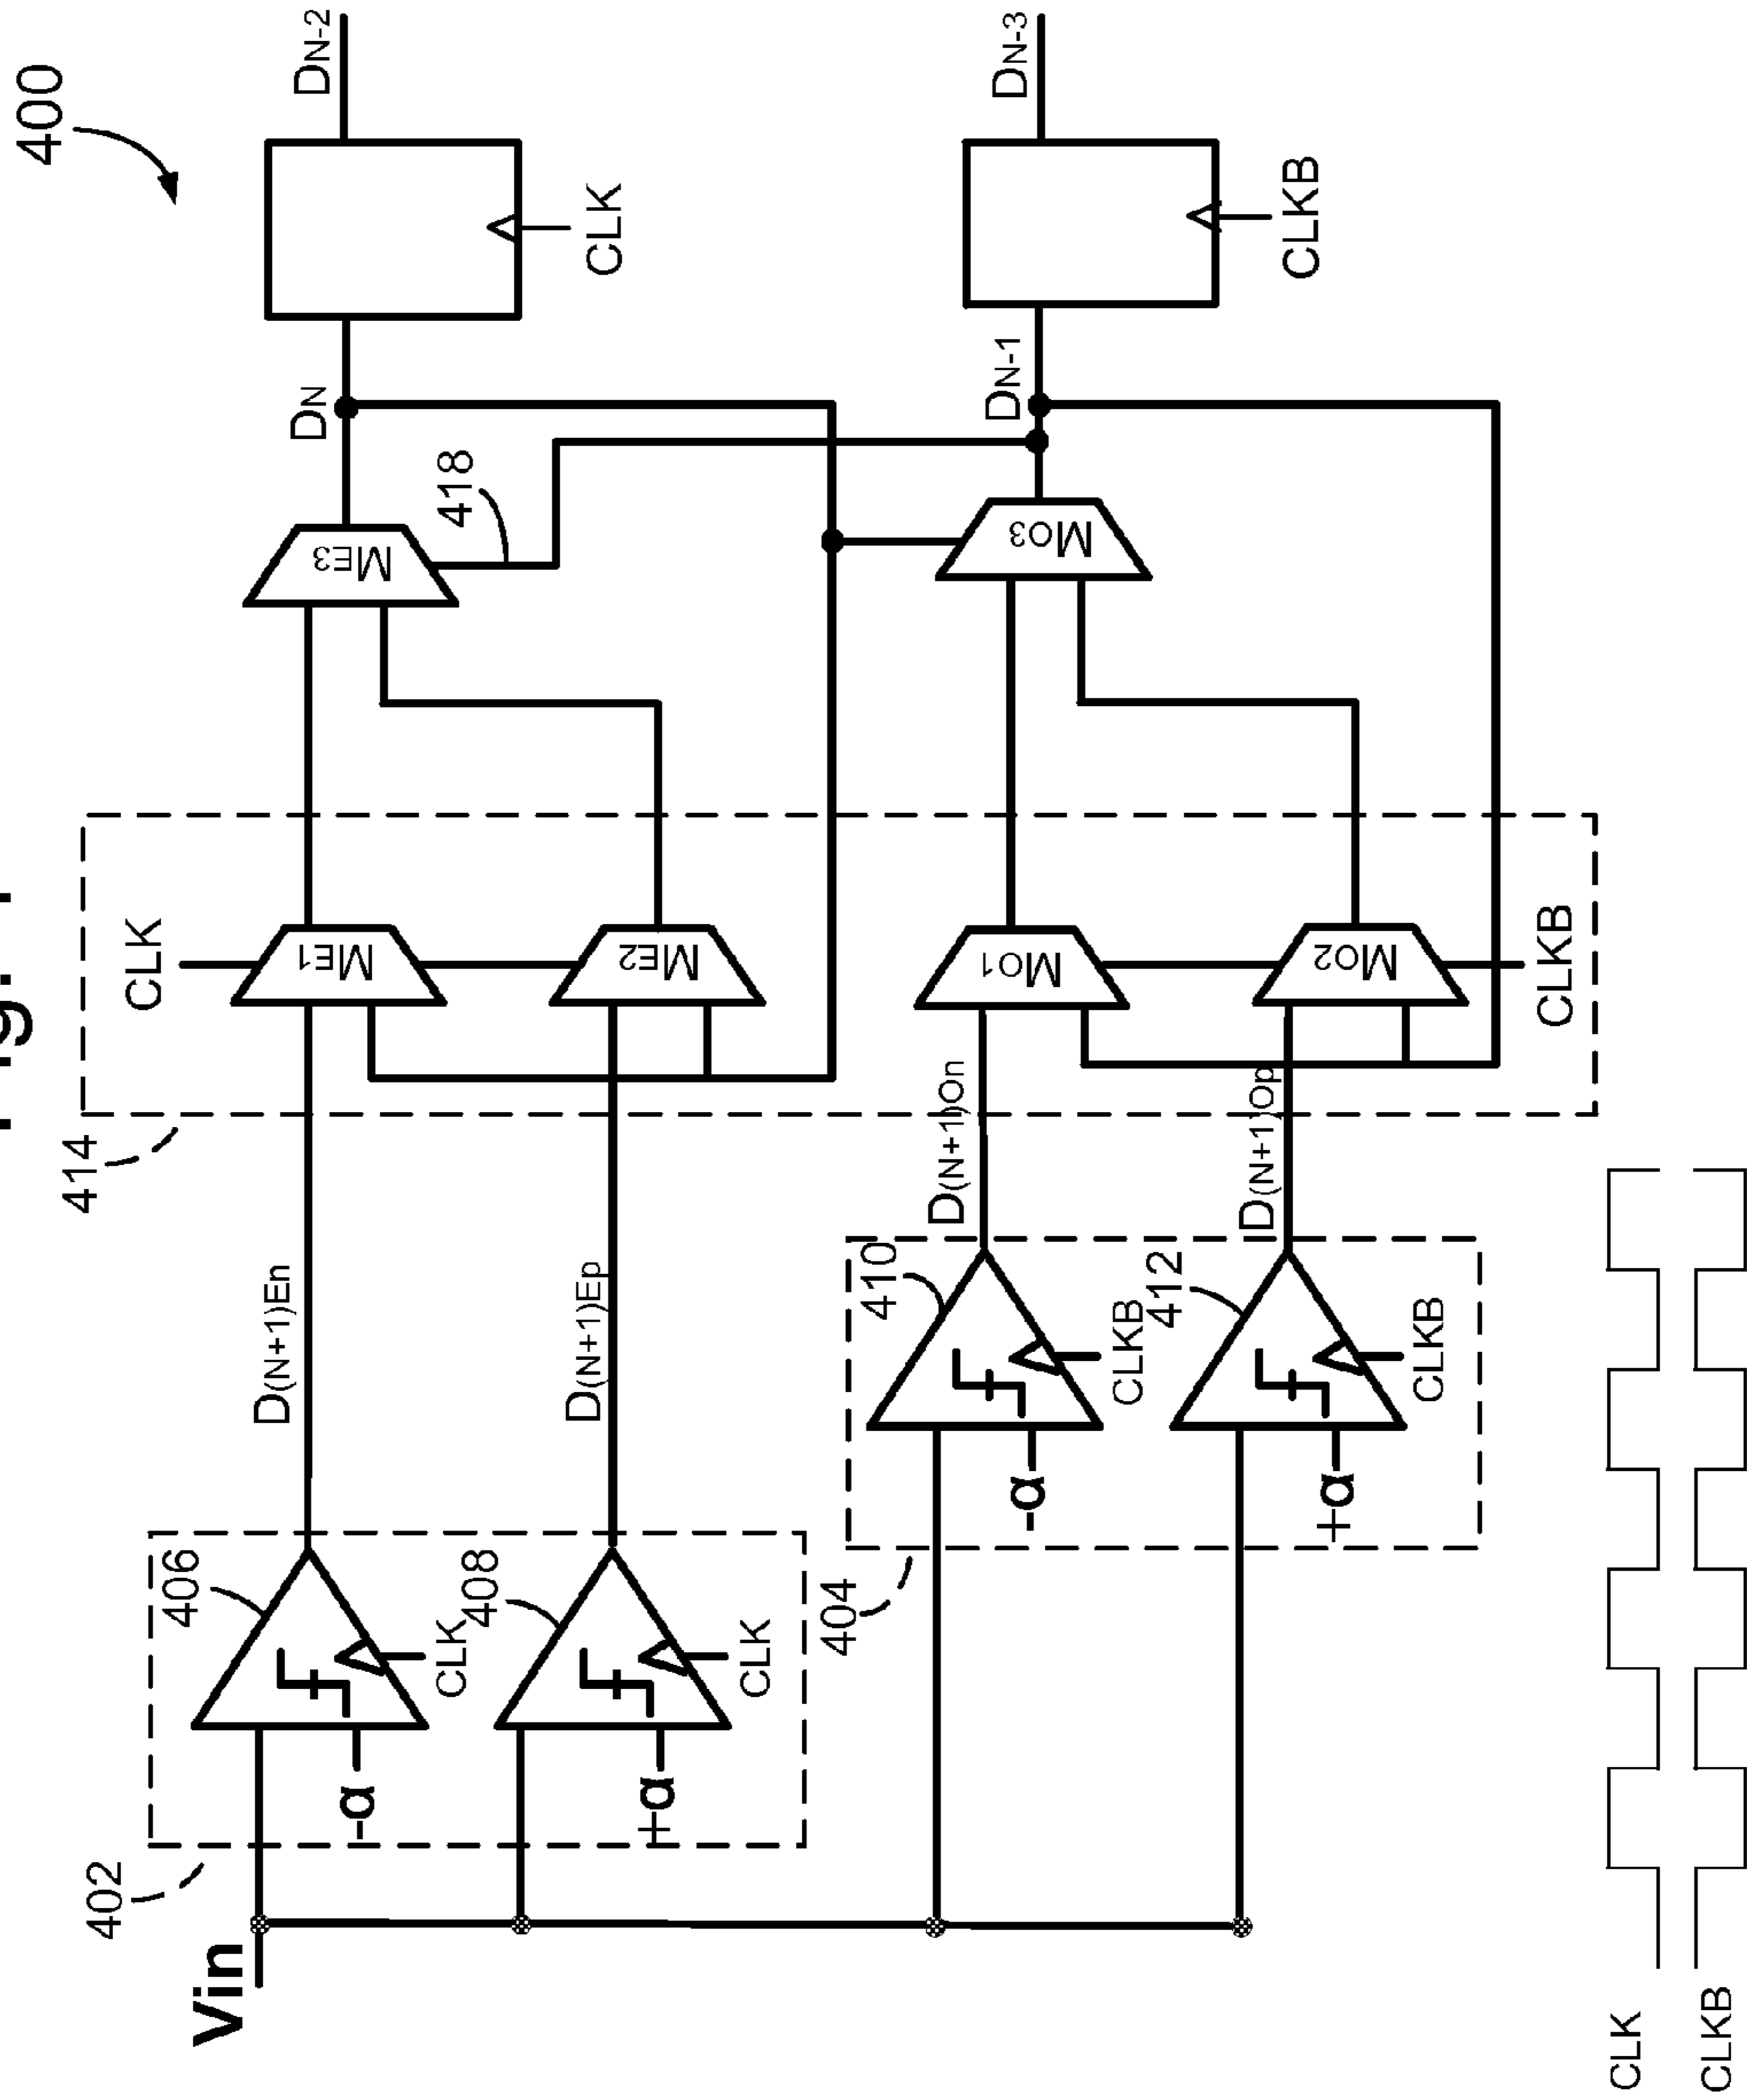 400
414
CLK
402
406
-α
CLK
D(N+1)En
ME1
ME3
DN
CLK
DN-2
Vin
408
+α
CLK
D(N+1)Ep
ME2
418
404
410
-α
CLKB
D(N+1)On
MO1
MO3
DN-1
CLKB
DN-3
412
+α
CLKB
D(N+1)Op
MO2
CLKB
CLK
CLKB